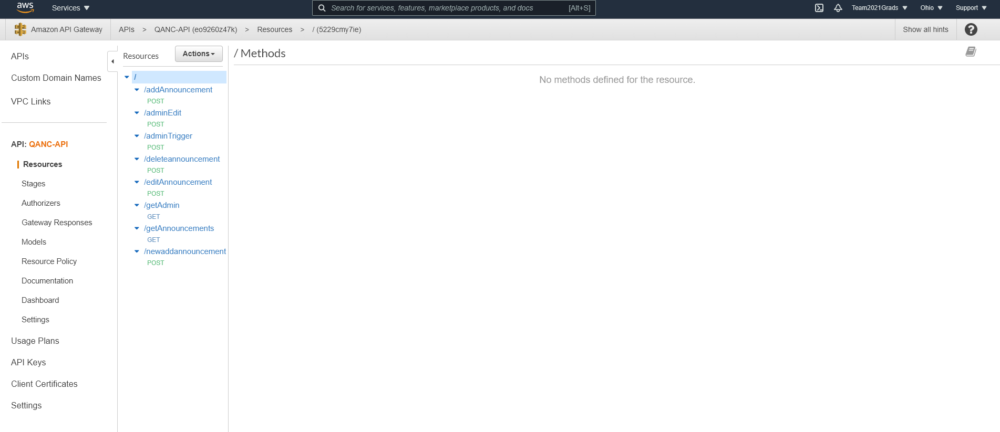 aws Services Search for services, features, marketplace products, and docs [Alt+S] Team2021Grads Ohio Support
Amazon API Gateway APIs > QANC-API (eo9260z47k) > Resources > / (5229cmy7ie) Show all hints ?
APIs
Custom Domain Names
VPC Links
API: QANC-API
Resources
Stages
Authorizers
Gateway Responses
Models
Resource Policy
Documentation
Dashboard
Settings
Usage Plans
API Keys
Client Certificates
Settings
Resources Actions
/
/addAnnouncement
POST
/adminEdit
POST
/adminTrigger
POST
/deleteannouncement
POST
/editAnnouncement
POST
/getAdmin
GET
/getAnnouncements
GET
/newaddannouncement
POST
/ Methods
No methods defined for the resource.